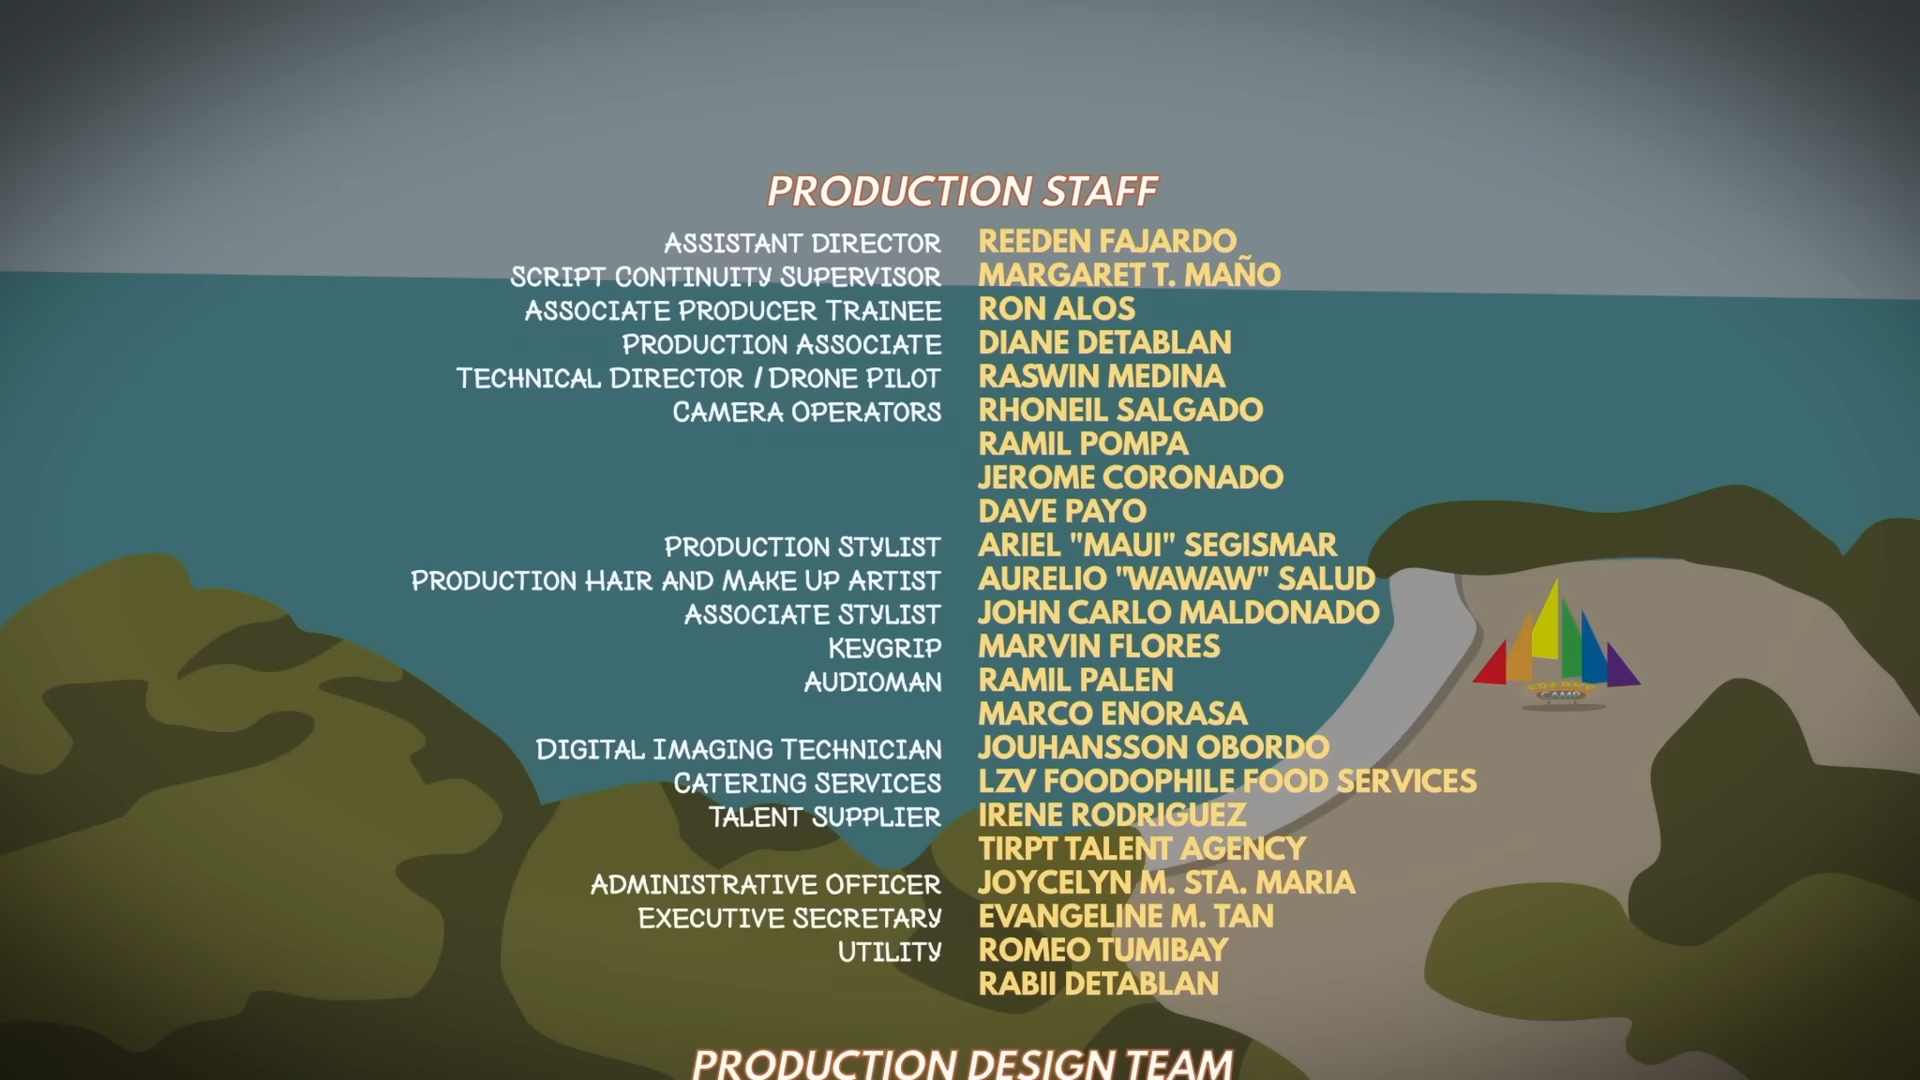 PRODUCTION STAFF
ASSISTANT DIRECTOR REEDEN FAJARDO
SCRIPT CONTINUITY SUPERVISOR MARGARET T. MAÑO
ASSOCIATE PRODUCER TRAINEE RON ALOS
PRODUCTION ASSOCIATE DIANE DETABLAN
TECHNICAL DIRECTOR / DRONE PILOT RASWIN MEDINA
CAMERA OPERATORS RHONEIL SALGADO
RAMIL POMPA
JEROME CORONADO
DAVE PAYO
PRODUCTION STYLIST ARIEL "MAUI" SEGISMAR
PRODUCTION HAIR AND MAKE UP ARTIST AURELIO "WAWAW" SALUD
ASSOCIATE STYLIST JOHN CARLO MALDONADO
KEYGRIP MARVIN FLORES
AUDIOMAN RAMIL PALEN
MARCO ENORASA
DIGITAL IMAGING TECHNICIAN JOUHANSSON OBORDO
CATERING SERVICES LZV FOODOPHILE FOOD SERVICES
TALENT SUPPLIER IRENE RODRIGUEZ
TIRPT TALENT AGENCY
ADMINISTRATIVE OFFICER JOYCELYN M. STA. MARIA
EXECUTIVE SECRETARY EVANGELINE M. TAN
UTILITY ROMEO TUMIBAY
RABII DETABLAN
CAMP
PRODUCTION DESIGN TEAM